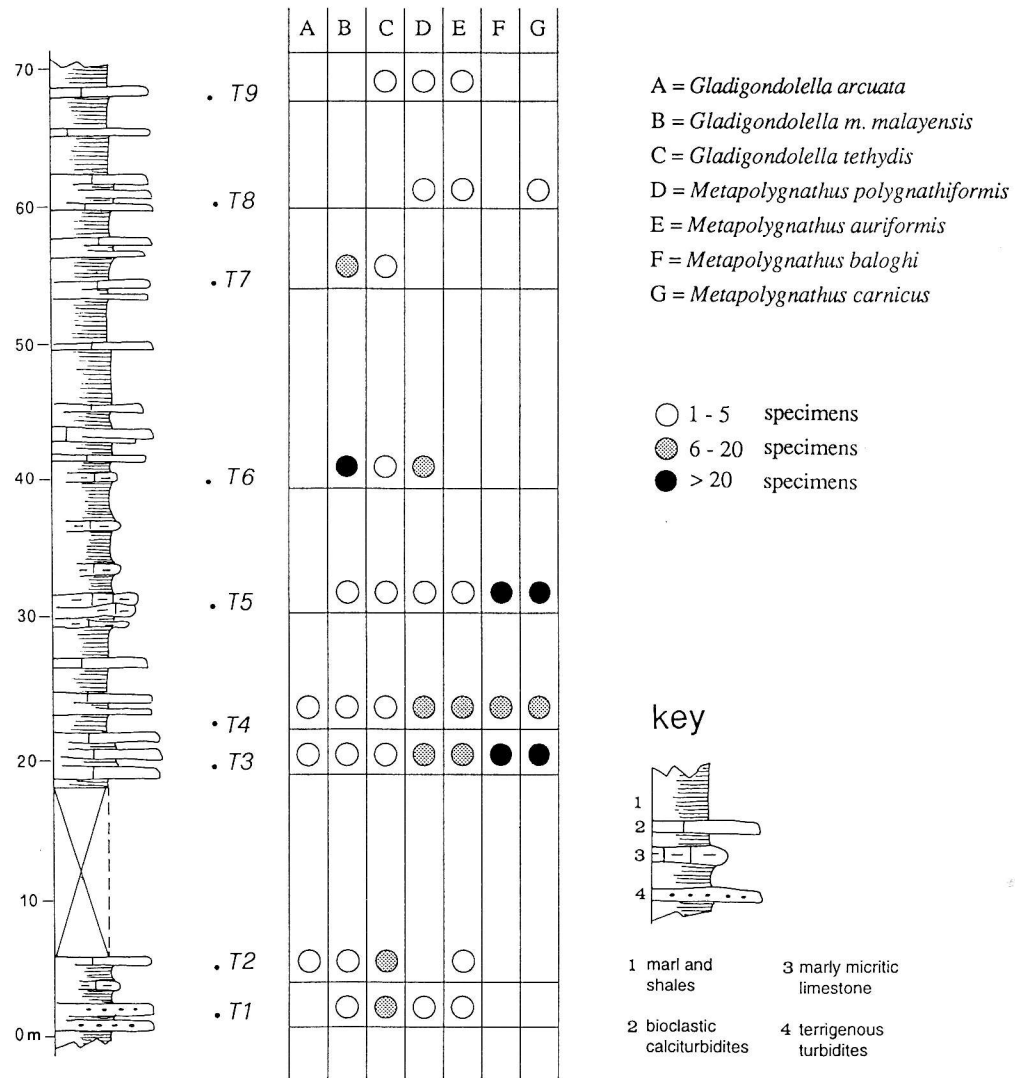 A B C D E F G
70
T9
60
T8
T7
50
40
T6
30
T5
T4
20
T3
10
T2
T1
0 m
A = Gladigondolella arcuata
B = Gladigondolella m. malayensis
C = Gladigondolella tethydis
D = Metapolygnathus polygnathiformis
E = Metapolygnathus auriformis
F = Metapolygnathus baloghi
G = Metapolygnathus carnicus
1 - 5 specimens
6 - 20 specimens
> 20 specimens
key
1
2
3
4
1 marl and
shales
2 bioclastic
calciturbidites
3 marly micritic
limestone
4 terrigenous
turbidites